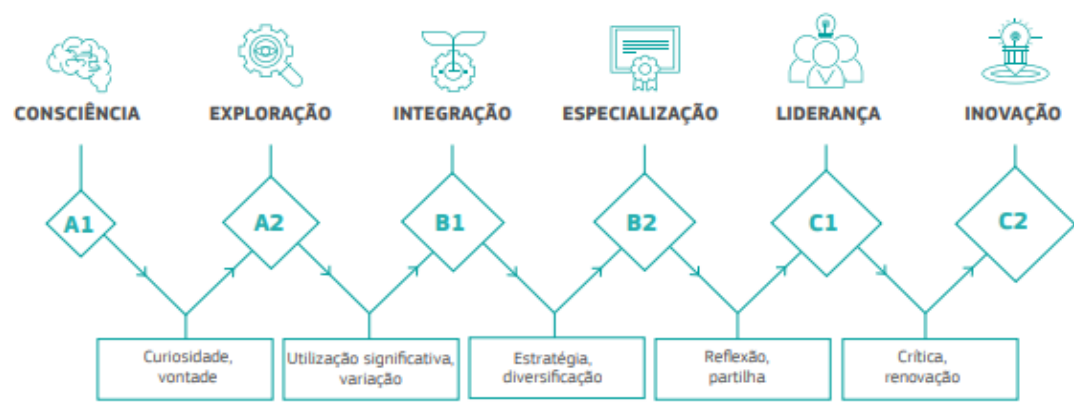 CONSCIÊNCIA
EXPLORAÇÃO
INTEGRAÇÃO
ESPECIALIZAÇÃO
LIDERANÇA
INOVAÇÃO
A1
A2
B1
B2
C1
C2
Curiosidade,
vontade
Utilização significativa,
variação
Estratégia,
diversificação
Reflexão,
partilha
Crítica,
renovação